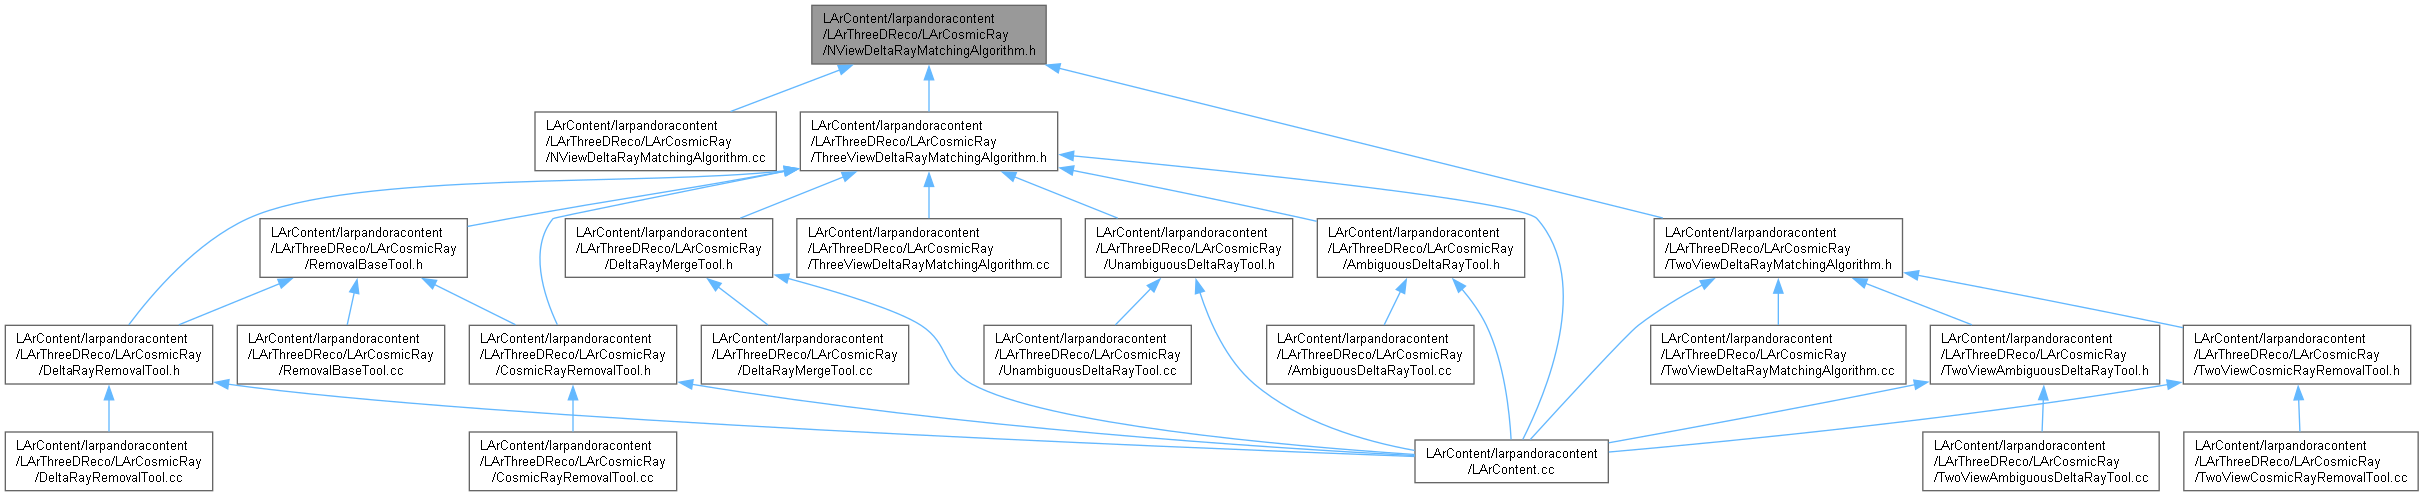 LArContent/larpandoracontent
/LArThreeDReco/LArCosmicRay
/NViewDeltaRayMatchingAlgorithm.h
LArContent/larpandoracontent
/LArThreeDReco/LArCosmicRay
/NViewDeltaRayMatchingAlgorithm.cc
LArContent/larpandoracontent
/LArThreeDReco/LArCosmicRay
/ThreeViewDeltaRayMatchingAlgorithm.h
LArContent/larpandoracontent
/LArThreeDReco/LArCosmicRay
/RemovalBaseTool.h
LArContent/larpandoracontent
/LArThreeDReco/LArCosmicRay
/DeltaRayMergeTool.h
LArContent/larpandoracontent
/LArThreeDReco/LArCosmicRay
/ThreeViewDeltaRayMatchingAlgorithm.cc
LArContent/larpandoracontent
/LArThreeDReco/LArCosmicRay
/UnambiguousDeltaRayTool.h
LArContent/larpandoracontent
/LArThreeDReco/LArCosmicRay
/AmbiguousDeltaRayTool.h
LArContent/larpandoracontent
/LArThreeDReco/LArCosmicRay
/TwoViewDeltaRayMatchingAlgorithm.h
LArContent/larpandoracontent
/LArThreeDReco/LArCosmicRay
/DeltaRayRemovalTool.h
LArContent/larpandoracontent
/LArThreeDReco/LArCosmicRay
/RemovalBaseTool.cc
LArContent/larpandoracontent
/LArThreeDReco/LArCosmicRay
/CosmicRayRemovalTool.h
LArContent/larpandoracontent
/LArThreeDReco/LArCosmicRay
/DeltaRayMergeTool.cc
LArContent/larpandoracontent
/LArThreeDReco/LArCosmicRay
/UnambiguousDeltaRayTool.cc
LArContent/larpandoracontent
/LArThreeDReco/LArCosmicRay
/AmbiguousDeltaRayTool.cc
LArContent/larpandoracontent
/LArThreeDReco/LArCosmicRay
/TwoViewDeltaRayMatchingAlgorithm.cc
LArContent/larpandoracontent
/LArThreeDReco/LArCosmicRay
/TwoViewAmbiguousDeltaRayTool.h
LArContent/larpandoracontent
/LArThreeDReco/LArCosmicRay
/TwoViewCosmicRayRemovalTool.h
LArContent/larpandoracontent
/LArThreeDReco/LArCosmicRay
/DeltaRayRemovalTool.cc
LArContent/larpandoracontent
/LArThreeDReco/LArCosmicRay
/CosmicRayRemovalTool.cc
LArContent/larpandoracontent
/LArContent.cc
LArContent/larpandoracontent
/LArThreeDReco/LArCosmicRay
/TwoViewAmbiguousDeltaRayTool.cc
LArContent/larpandoracontent
/LArThreeDReco/LArCosmicRay
/TwoViewCosmicRayRemovalTool.cc